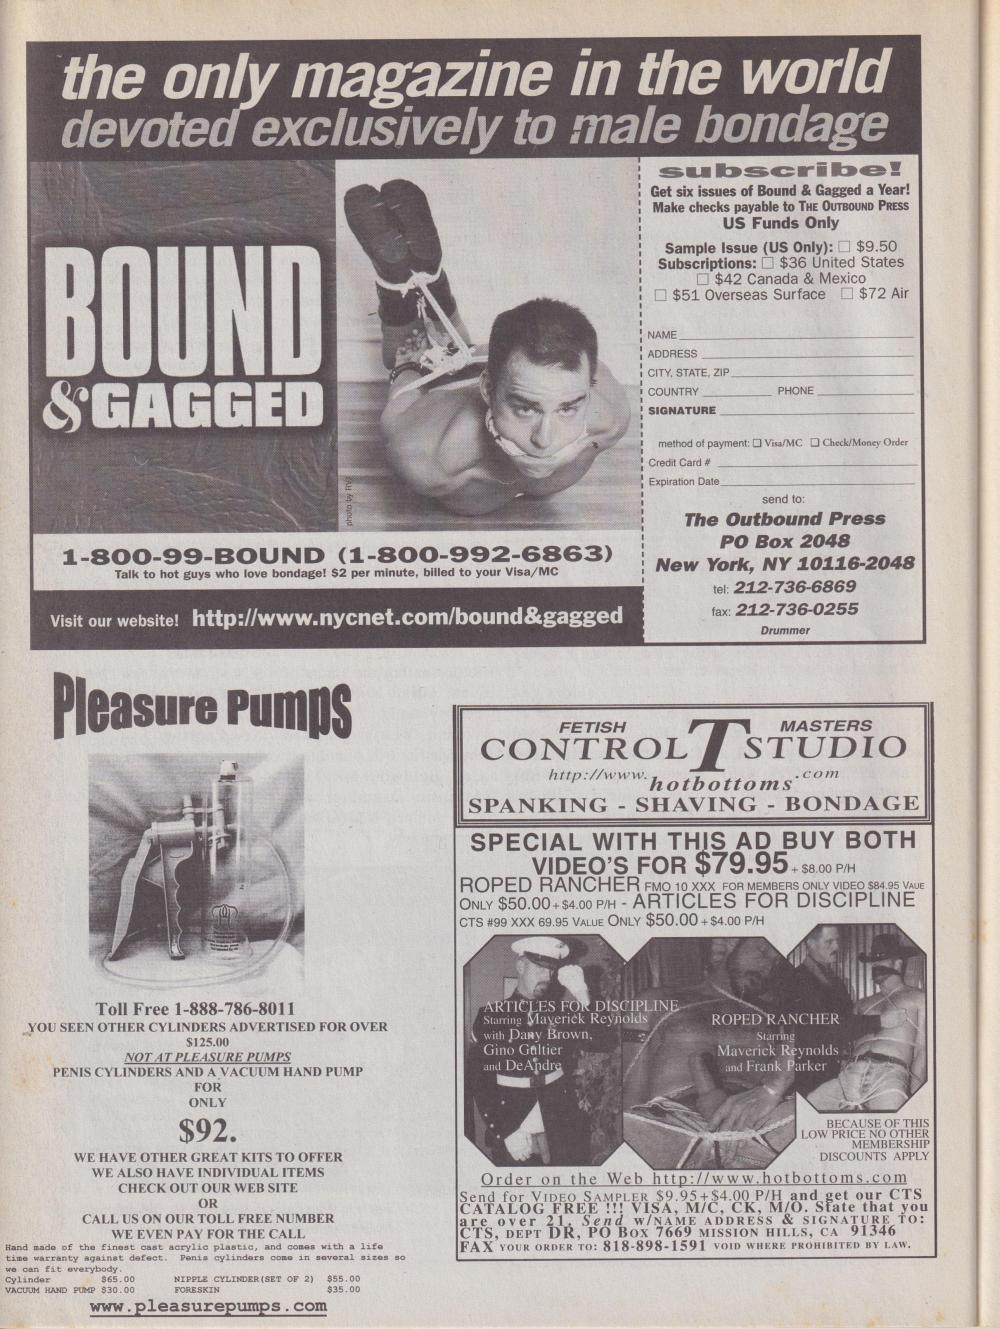 the only magazine in the world
devoted exclusively to male bondage
BOUND
&GAGGED
photo by RVJ
subscribe!
Get six issues of Bound & Gagged a Year!
Make checks payable to THE OUTBOUND PRESS
US Funds Only
Sample Issue (US Only): ☐ $9.50
Subscriptions: ☐ $36 United States
☐ $42 Canada & Mexico
☐ $51 Overseas Surface ☐ $72 Air
NAME
ADDRESS
CITY, STATE, ZIP
COUNTRY PHONE
SIGNATURE
method of payment: ☐ Visa/MC ☐ Check/Money Order
Credit Card #
Expiration Date
send to:
The Outbound Press
PO Box 2048
New York, NY 10116-2048
tel: 212-736-6869
fax: 212-736-0255
Drummer
1-800-99-BOUND (1-800-992-6863)
Talk to hot guys who love bondage! $2 per minute, billed to your Visa/MC
Visit our website! http://www.nycnet.com/bound&gagged
Pleasure Pumps
Toll Free 1-888-786-8011
YOU SEEN OTHER CYLINDERS ADVERTISED FOR OVER
$125.00
NOT AT PLEASURE PUMPS
PENIS CYLINDERS AND A VACUUM HAND PUMP
FOR
ONLY
$92.
WE HAVE OTHER GREAT KITS TO OFFER
WE ALSO HAVE INDIVIDUAL ITEMS
CHECK OUT OUR WEB SITE
OR
CALL US ON OUR TOLL FREE NUMBER
WE EVEN PAY FOR THE CALL
Hand made of the finest cast acrylic plastic, and comes with a life
time warranty against defect. Penis cylinders come in several sizes so
we can fit everybody.
Cylinder $65.00 NIPPLE CYLINDER(SET OF 2) $55.00
VACUUM HAND PUMP $30.00 FORESKIN $35.00
www.pleasurepumps.com
FETISH MASTERS
CONTROL T STUDIO
http://www.hotbottoms.com
SPANKING - SHAVING - BONDAGE
SPECIAL WITH THIS AD BUY BOTH
VIDEO'S FOR $79.95 + $8.00 P/H
ROPED RANCHER FMO 10 XXX FOR MEMBERS ONLY VIDEO $84.95 VAUE
ONLY $50.00 + $4.00 P/H - ARTICLES FOR DISCIPLINE
CTS #99 XXX 69.95 VALUE ONLY $50.00 + $4.00 P/H
ARTICLES FOR DISCIPLINE
Starring Maverick Reynolds
with Dany Brown,
Gino Gultier
and DeAndre
ROPED RANCHER
Starring
Maverick Reynolds
and Frank Parker
BECAUSE OF THIS
LOW PRICE NO OTHER
MEMBERSHIP
DISCOUNTS APPLY
Order on the Web http://www.hotbottoms.com
Send for VIDEO SAMPLER $9.95+$4.00 P/H and get our CTS
CATALOG FREE !!! VISA, M/C, CK, M/O. State that you
are over 21. Send W/NAME ADDRESS & SIGNATURE TO:
CTS, DEPT DR, PO BOX 7669 MISSION HILLS, CA 91346
FAX YOUR ORDER TO: 818-898-1591 VOID WHERE PROHIBITED BY LAW.